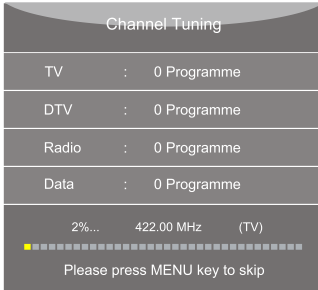 Channel Tuning
TV : 0 Programme
DTV : 0 Programme
Radio : 0 Programme
Data : 0 Programme
2%... 422.00 MHz (TV)
Please press MENU key to skip